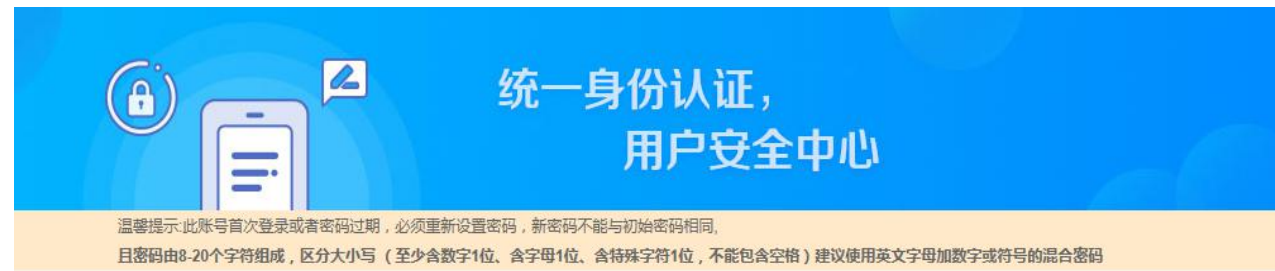 统一身份认证，
用户安全中心
温馨提示:此账号首次登录或者密码过期，必须重新设置密码，新密码不能与初始密码相同,
且密码由8-20个字符组成，区分大小写（至少含数字1位、含字母1位、含特殊字符1位，不能包含空格）建议使用英文字母加数字或符号的混合密码